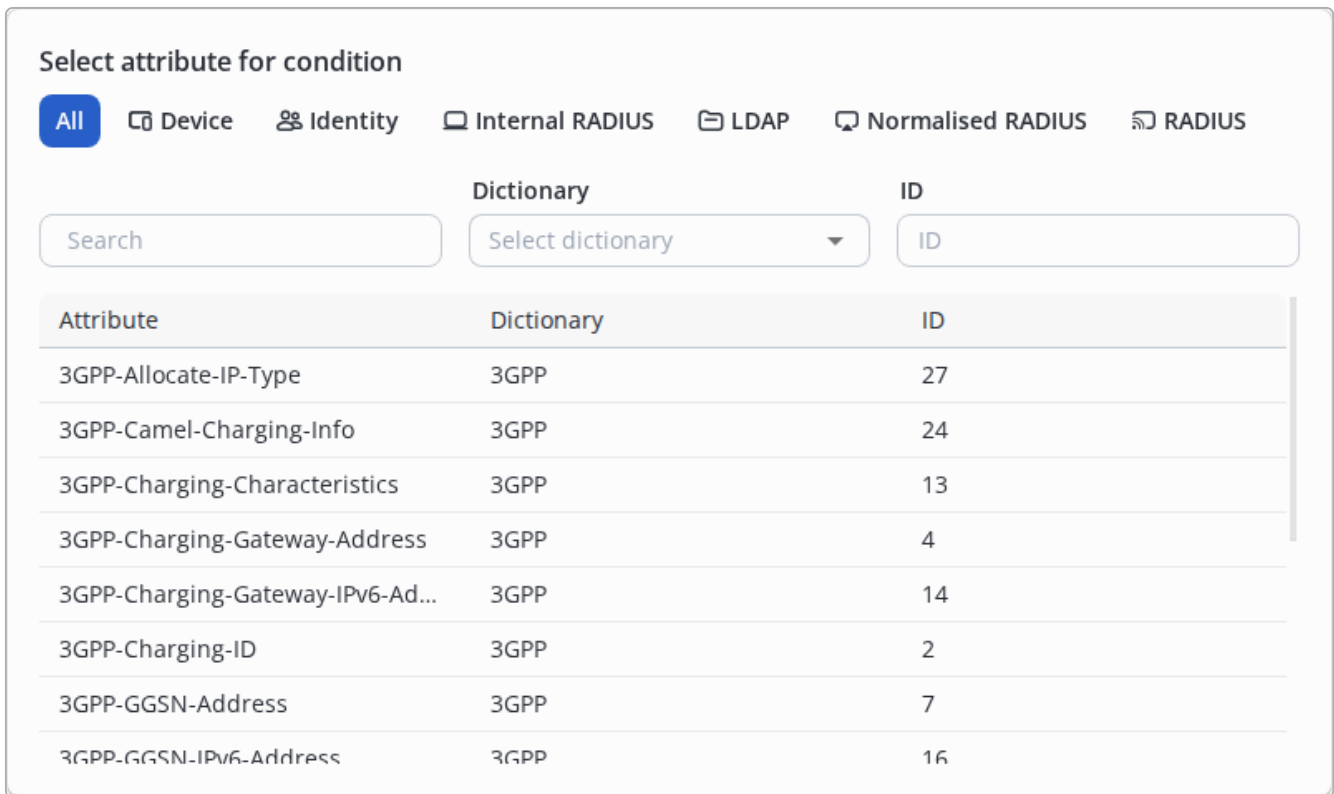 Select attribute for condition
All Device Identity Internal RADIUS LDAP Normalised RADIUS RADIUS
Dictionary ID
Search Select dictionary ID
Attribute Dictionary ID
3GPP-Allocate-IP-Type 3GPP 27
3GPP-Camel-Charging-Info 3GPP 24
3GPP-Charging-Characteristics 3GPP 13
3GPP-Charging-Gateway-Address 3GPP 4
3GPP-Charging-Gateway-IPv6-Ad... 3GPP 14
3GPP-Charging-ID 3GPP 2
3GPP-GGSN-Address 3GPP 7
3GPP-GGSN-IPv6-Address 3GPP 16